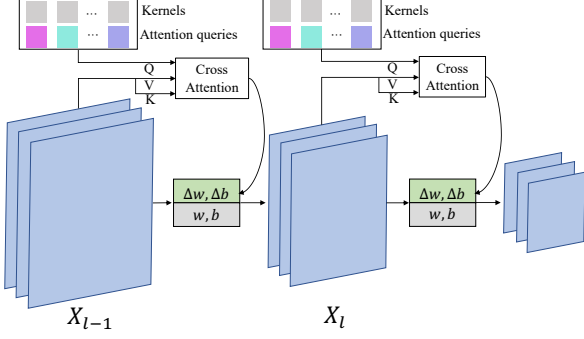 ... Kernels
... Attention queries
Q
V
K
Cross
Attention
Δw, Δb
w, b
X_{l−1}
... Kernels
... Attention queries
Q
V
K
Cross
Attention
Δw, Δb
w, b
X_l